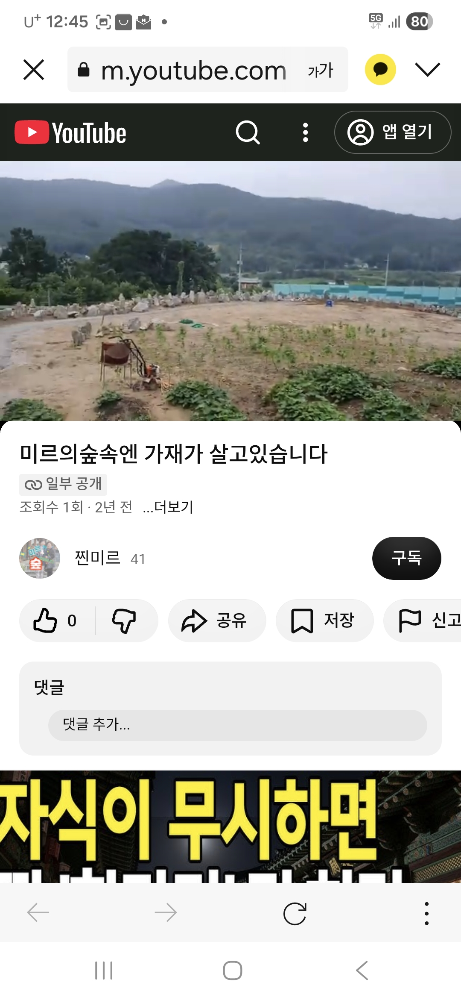 U+ 12:45 N 5G 80
m.youtube.com 가가
YouTube 앱 열기
미르의숲속엔 가재가 살고있습니다
일부 공개
조회수 1회 · 2년 전 ...더보기
숲
찐미르 41 구독
0 공유 저장 신고
댓글
댓글 추가...
자식이 무시하면